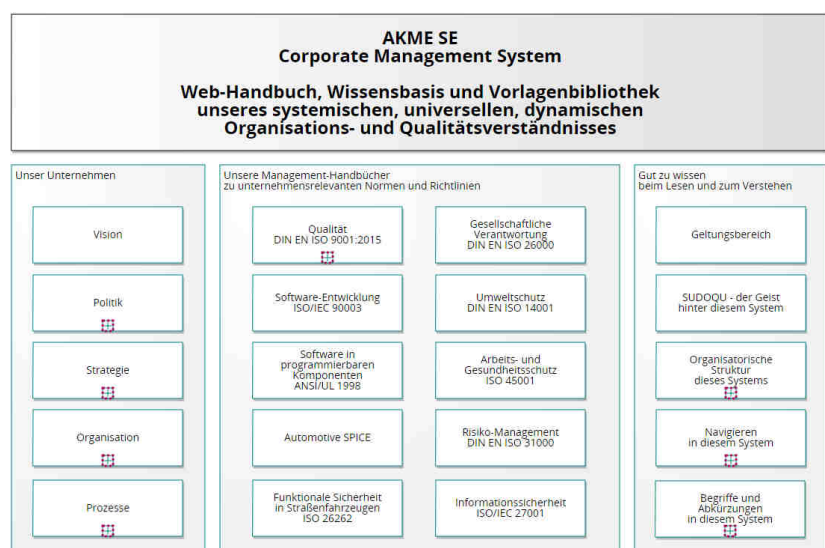 AKME SE
Corporate Management System
Web-Handbuch, Wissensbasis und Vorlagenbibliothek
unseres systemischen, universellen, dynamischen
Organisations- und Qualitätsverständnisses
Unser Unternehmen
Vision
Politik
Strategie
Organisation
Prozesse
Unsere Management-Handbücher
zu unternehmensrelevanten Normen und Richtlinien
Qualität
DIN EN ISO 9001:2015
Software-Entwicklung
ISO/IEC 90003
Software in
programmierbaren
Komponenten
ANSI/UL 1998
Automotive SPICE
Funktionale Sicherheit
in Straßenfahrzeugen
ISO 26262
Gesellschaftliche
Verantwortung
DIN EN ISO 26000
Umweltschutz
DIN EN ISO 14001
Arbeits- und
Gesundheitsschutz
ISO 45001
Risiko-Management
DIN EN ISO 31000
Informationssicherheit
ISO/IEC 27001
Gut zu wissen
beim Lesen und zum Verstehen
Geltungsbereich
SUDOQU - der Geist
hinter diesem System
Organisatorische
Struktur
dieses Systems
Navigieren
in diesem System
Begriffe und
Abkürzungen
in diesem System